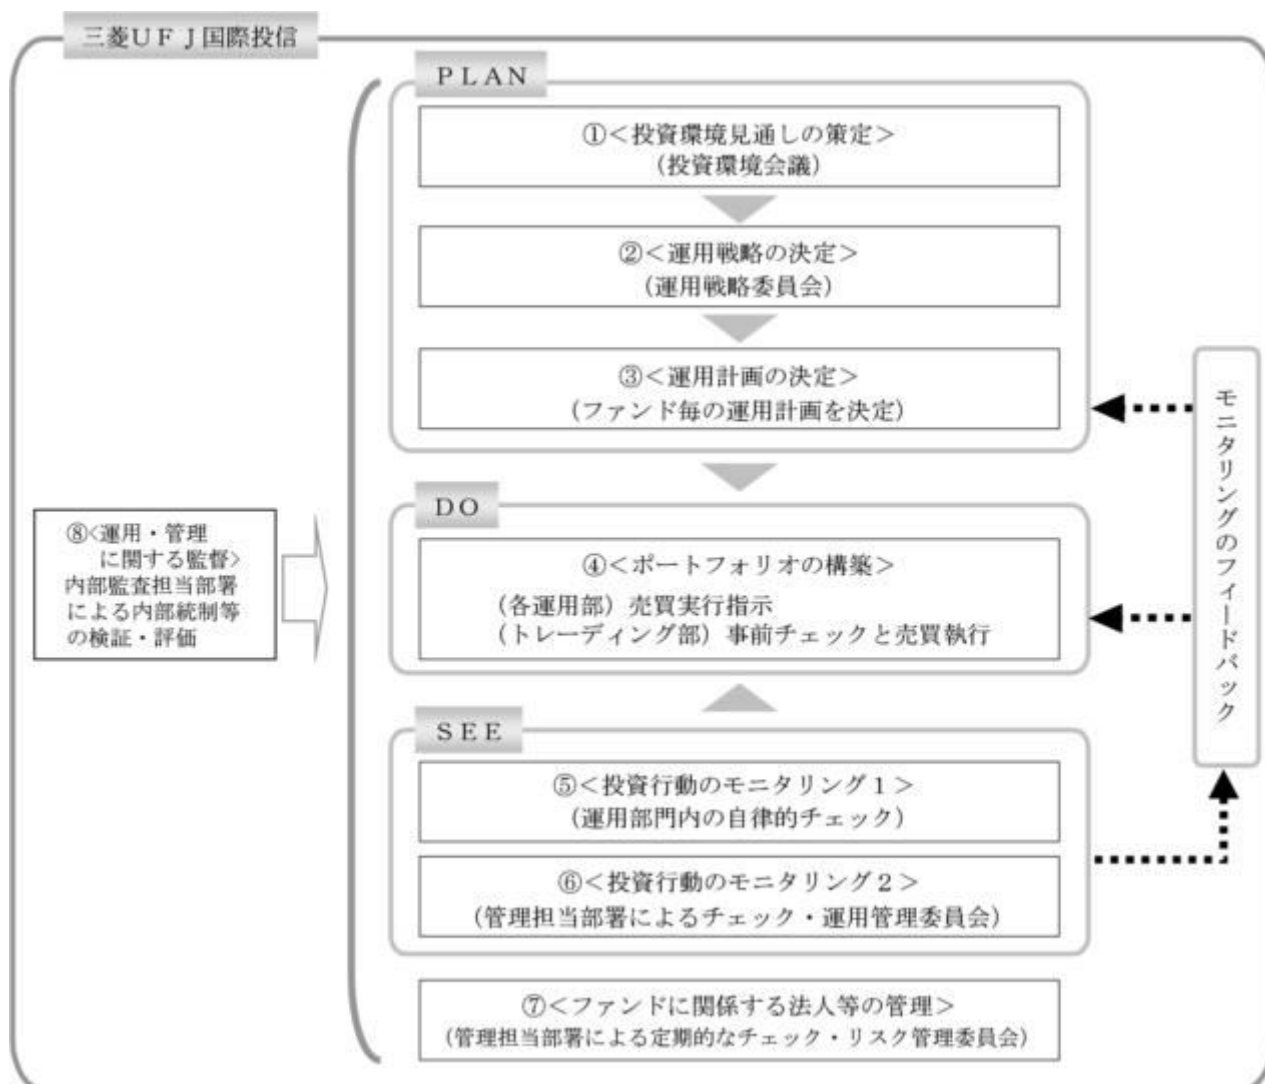 三菱ＵＦＪ国際投信
ＰＬＡＮ
①＜投資環境見通しの策定＞
（投資環境会議）
②＜運用戦略の決定＞
（運用戦略委員会）
③＜運用計画の決定＞
（ファンド毎の運用計画を決定）
ＤＯ
④＜ポートフォリオの構築＞
（各運用部）売買実行指示
（トレーディング部）事前チェックと売買執行
ＳＥＥ
⑤＜投資行動のモニタリング１＞
（運用部門内の自律的チェック）
⑥＜投資行動のモニタリング２＞
（管理担当部署によるチェック・運用管理委員会）
⑦＜ファンドに関係する法人等の管理＞
（管理担当部署による定期的なチェック・リスク管理委員会）
⑧<運用・管理
に関する監督>
内部監査担当部署
による内部統制等
の検証・評価
モニタリングのフィードバック